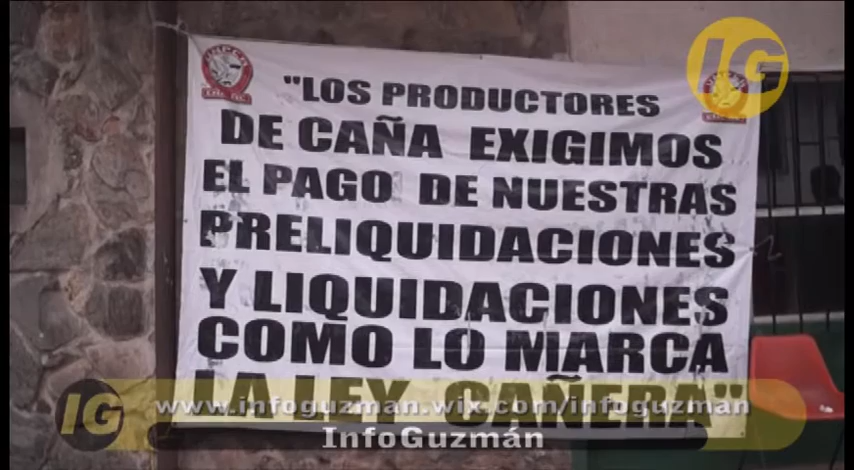 IG
"LOS PRODUCTORES
DE CAÑA EXIGIMOS
EL PAGO DE NUESTRAS
PRELIQUIDACIONES
Y LIQUIDACIONES
COMO LO MARCA
LA LEY CAÑERA"
IG
www.infoguzman.wix.com/infoguzman
InfoGuzmán